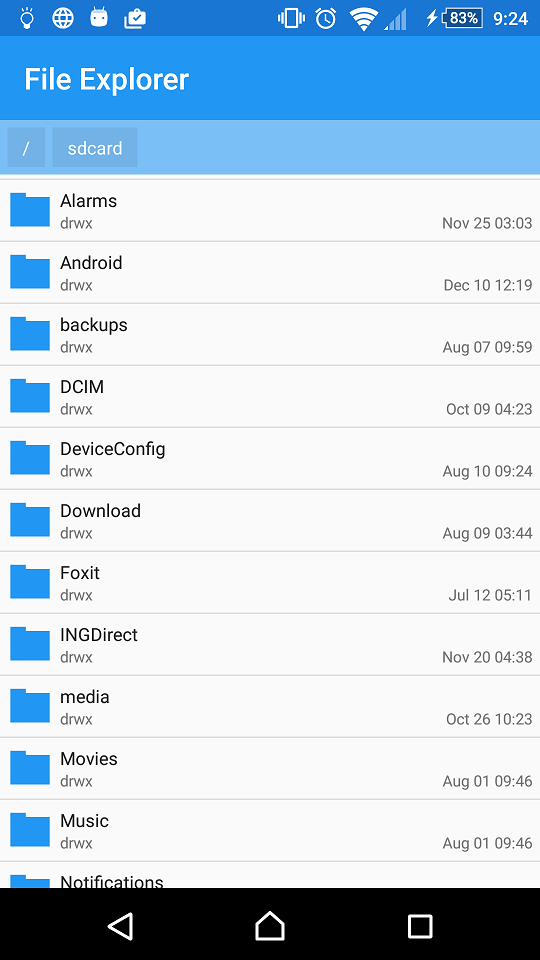 83% 9:24
File Explorer
/ sdcard
Alarms
drwx Nov 25 03:03
Android
drwx Dec 10 12:19
backups
drwx Aug 07 09:59
DCIM
drwx Oct 09 04:23
DeviceConfig
drwx Aug 10 09:24
Download
drwx Aug 09 03:44
Foxit
drwx Jul 12 05:11
INGDirect
drwx Nov 20 04:38
media
drwx Oct 26 10:23
Movies
drwx Aug 01 09:46
Music
drwx Aug 01 09:46
Notifications